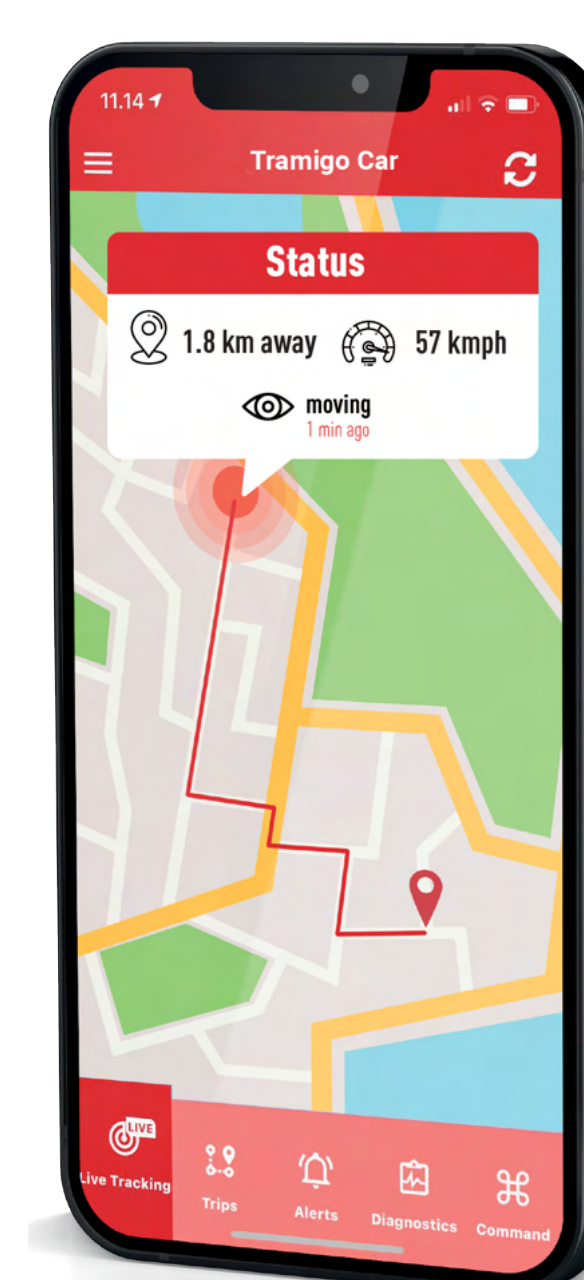 11.14
Tramigo Car
Status
1.8 km away
57 kmph
moving
1 min ago
LIVE
Live Tracking
Trips
Alerts
Diagnostics
Command